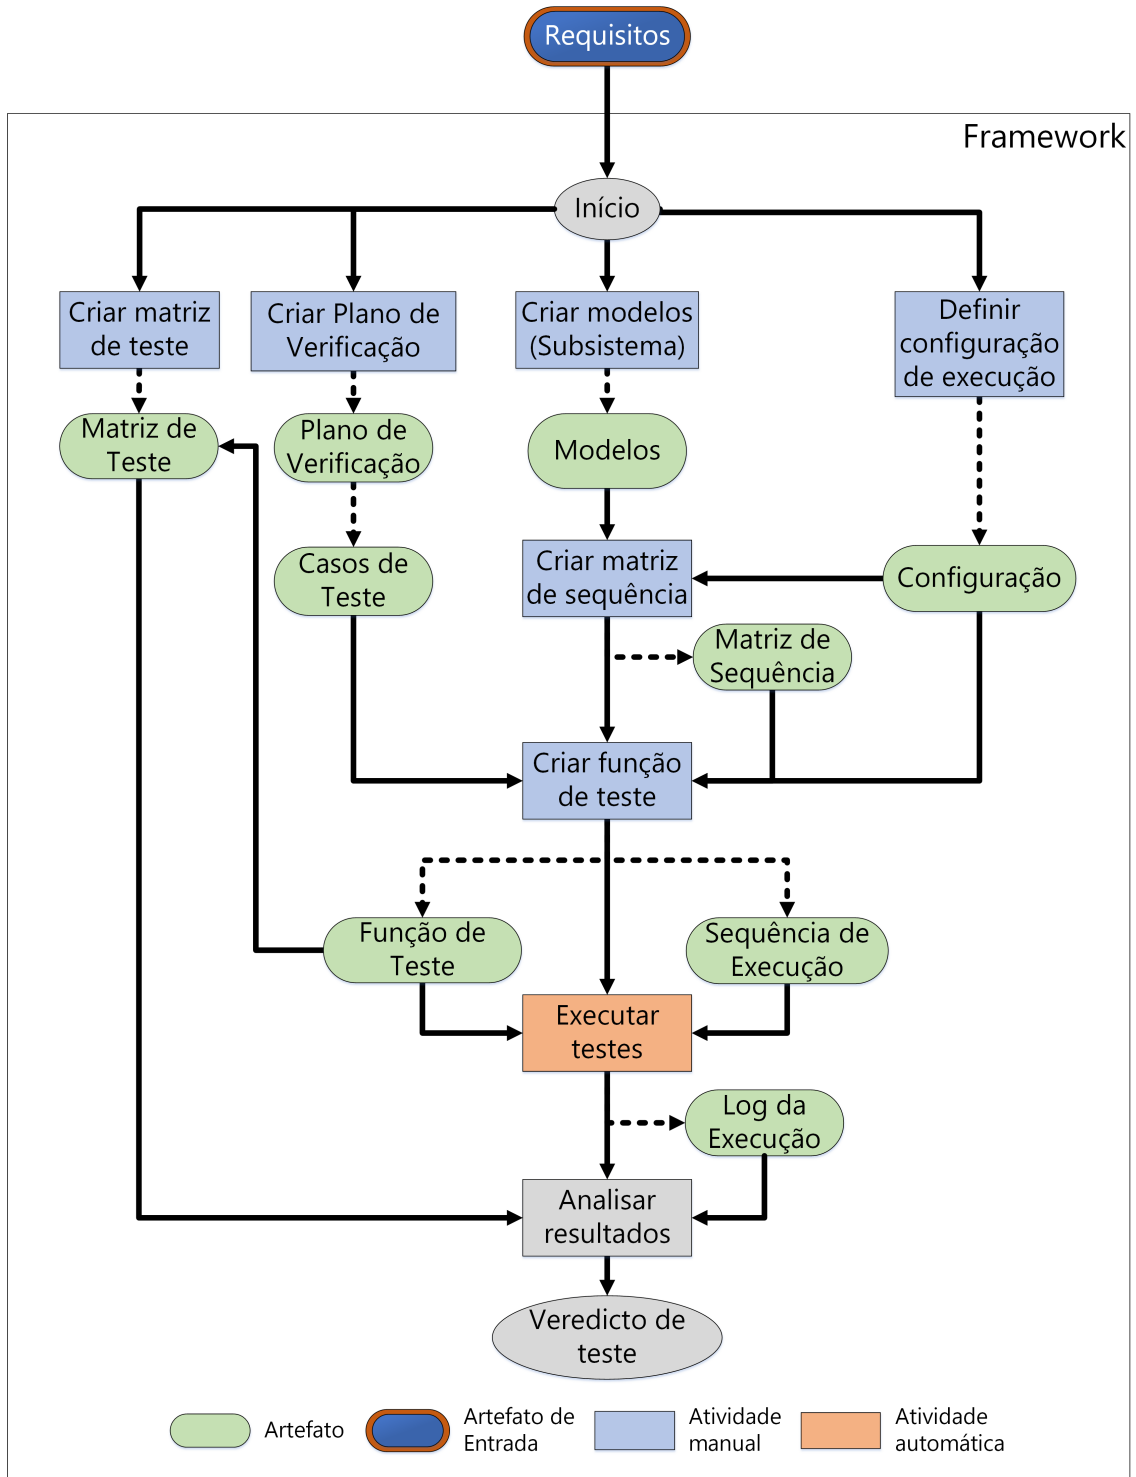 Requisitos
Framework
Início
Criar matriz
de teste
Criar Plano de
Verificação
Criar modelos
(Subsistema)
Definir
configuração
de execução
Matriz de
Teste
Plano de
Verificação
Modelos
Casos de
Teste
Criar matriz
de sequência
Configuração
Matriz de
Sequência
Criar função
de teste
Função de
Teste
Sequência de
Execução
Executar
testes
Log da
Execução
Analisar
resultados
Veredicto de
teste
Artefato
Artefato de
Entrada
Atividade
manual
Atividade
automática